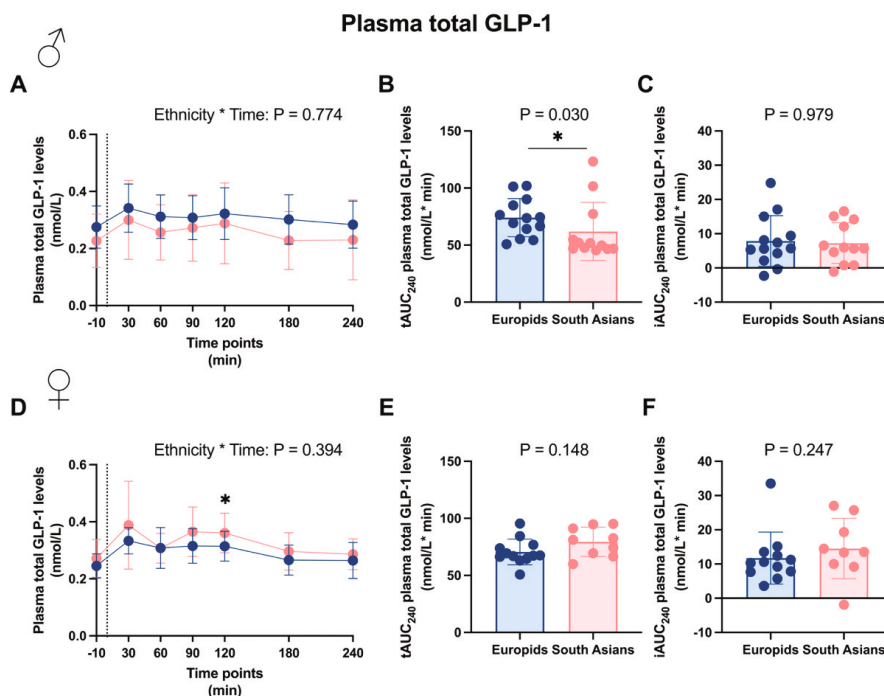 Plasma total GLP-1
A
Ethnicity * Time: P = 0.774
Plasma total GLP-1 levels
(nmol/L)
0.6
0.4
0.2
0.0
-10 30 60 90 120 180 240
Time points
(min)
B
P = 0.030
*
tAUC240 plasma total GLP-1 levels
(nmol/L* min)
150
100
50
0
Europids South Asians
C
P = 0.979
iAUC240 plasma total GLP-1 levels
(nmol/L* min)
40
30
20
10
0
-10
Europids South Asians
D
Ethnicity * Time: P = 0.394
*
Plasma total GLP-1 levels
(nmol/L)
0.6
0.4
0.2
0.0
-10 30 60 90 120 180 240
Time points
(min)
E
P = 0.148
tAUC240 plasma total GLP-1 levels
(nmol/L* min)
150
100
50
0
Europids South Asians
F
P = 0.247
iAUC240 plasma total GLP-1 levels
(nmol/L* min)
40
30
20
10
0
-10
Europids South Asians